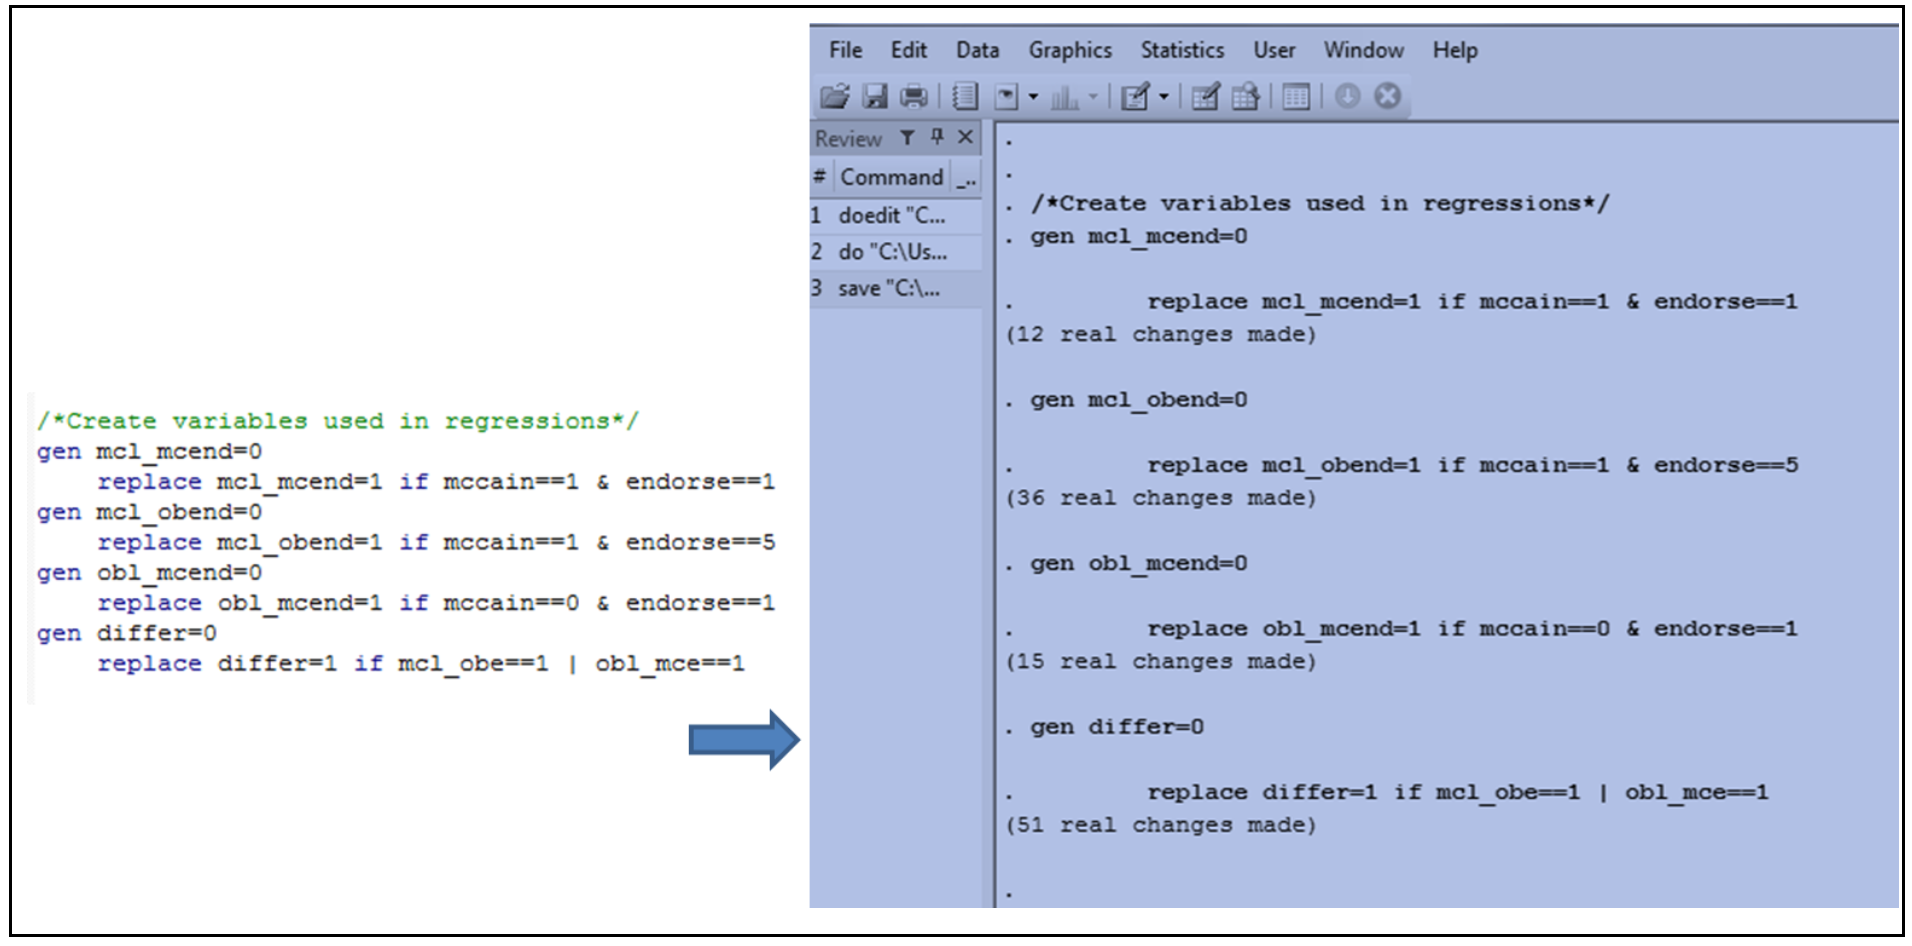 /*Create variables used in regressions*/
gen mcl_mcend=0
replace mcl_mcend=1 if mccain==1 & endorse==1
gen mcl_obend=0
replace mcl_obend=1 if mccain==1 & endorse==5
gen obl_mcend=0
replace obl_mcend=1 if mccain==0 & endorse==1
gen differ=0
replace differ=1 if mcl_obe==1 | obl_mce==1
File Edit Data Graphics Statistics User Window Help
Review
# Command _..
1 doedit "C...
2 do "C:\Us...
3 save "C:\...
.
.
. /*Create variables used in regressions*/
. gen mcl_mcend=0
. replace mcl_mcend=1 if mccain==1 & endorse==1
(12 real changes made)
. gen mcl_obend=0
. replace mcl_obend=1 if mccain==1 & endorse==5
(36 real changes made)
. gen obl_mcend=0
. replace obl_mcend=1 if mccain==0 & endorse==1
(15 real changes made)
. gen differ=0
. replace differ=1 if mcl_obe==1 | obl_mce==1
(51 real changes made)
.